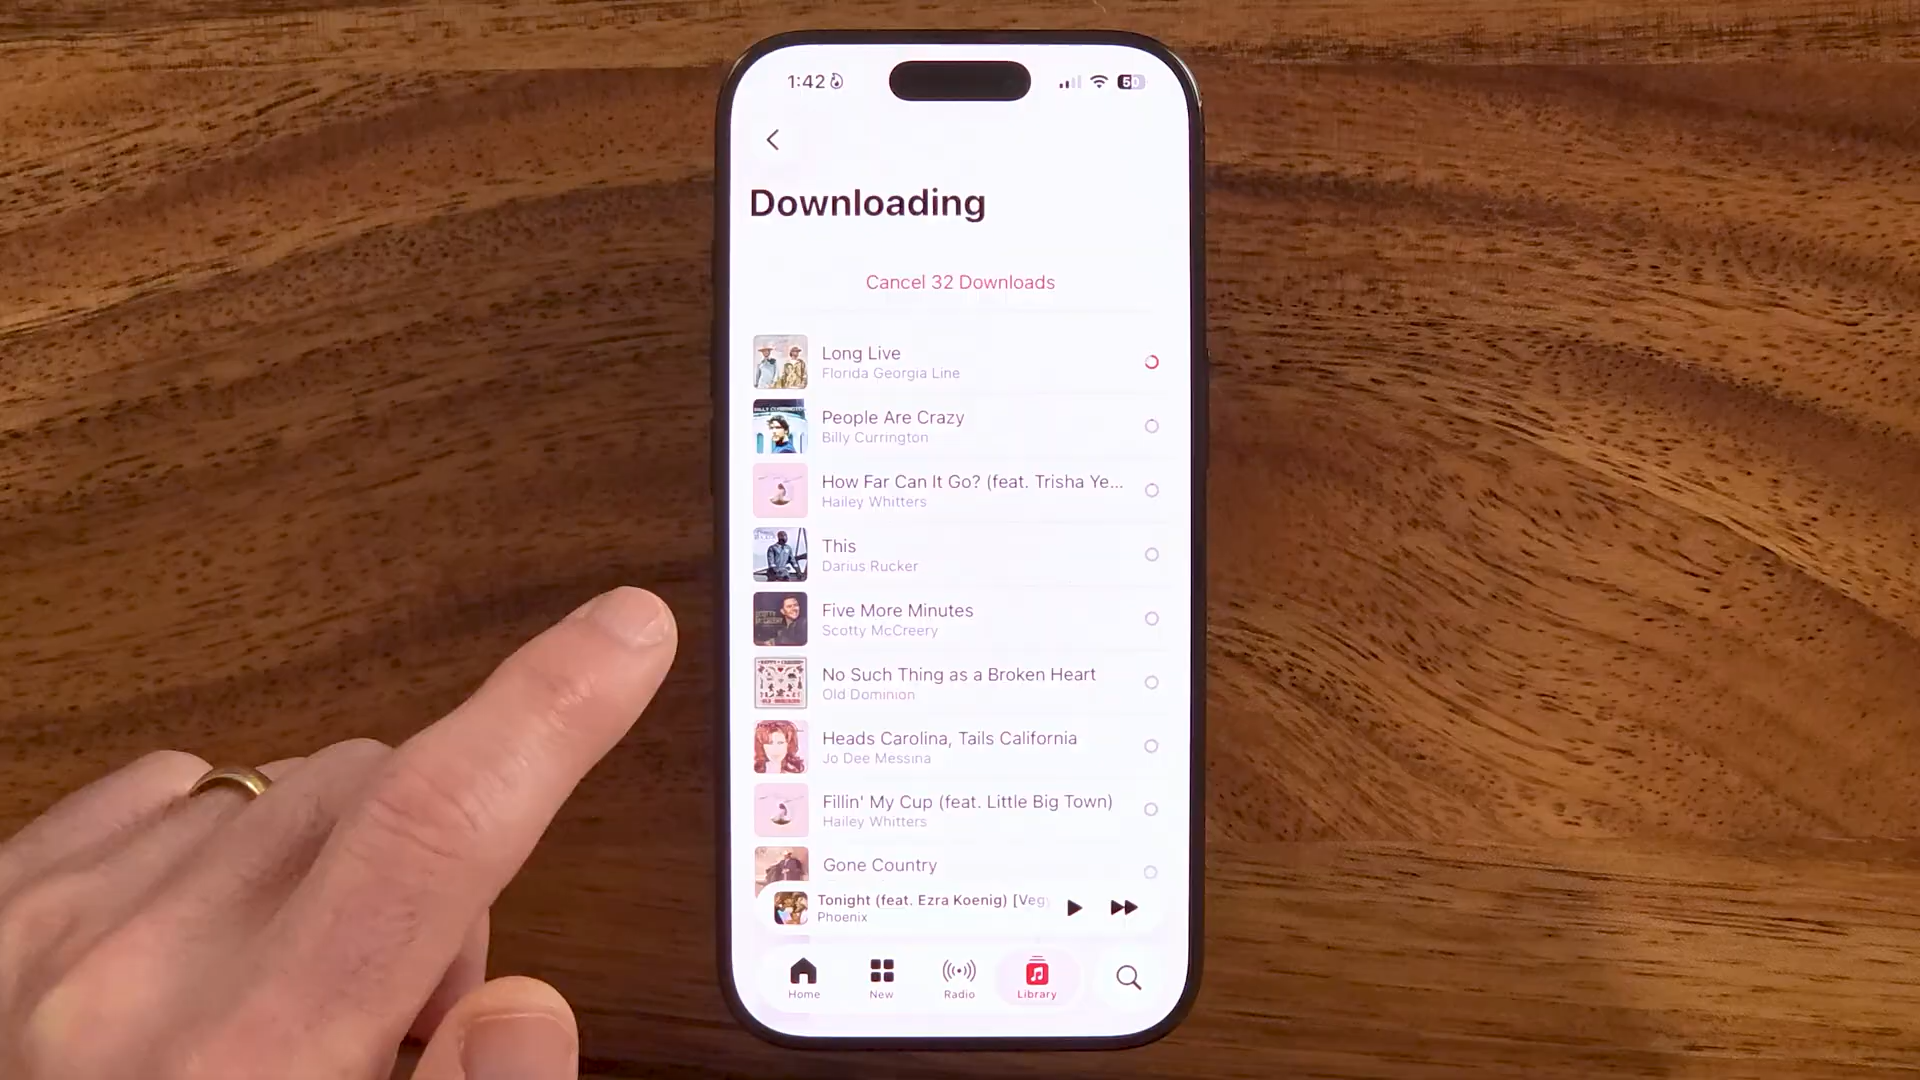 1:42
50
Downloading
Cancel 32 Downloads
Long Live
Florida Georgia Line
People Are Crazy
Billy Currington
How Far Can It Go? (feat. Trisha Ye...
Hailey Whitters
This
Darius Rucker
Five More Minutes
Scotty McCreery
No Such Thing as a Broken Heart
Old Dominion
Heads Carolina, Tails California
Jo Dee Messina
Fillin' My Cup (feat. Little Big Town)
Hailey Whitters
Gone Country
Tonight (feat. Ezra Koenig) [Veg
Phoenix
Home
New
Radio
Library